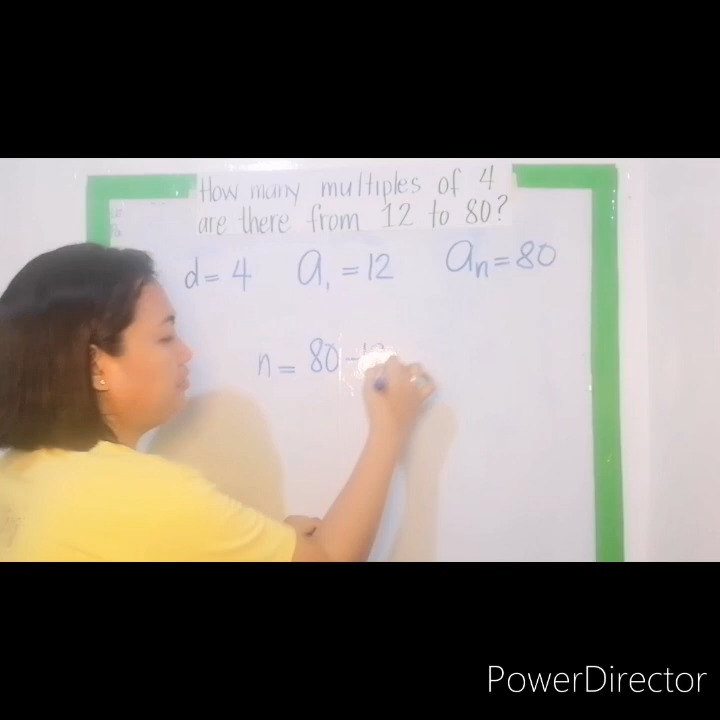 How many multiples of 4
are there from 12 to 80?
d = 4 a₁ = 12 aₙ = 80
n = 80 -
PowerDirector